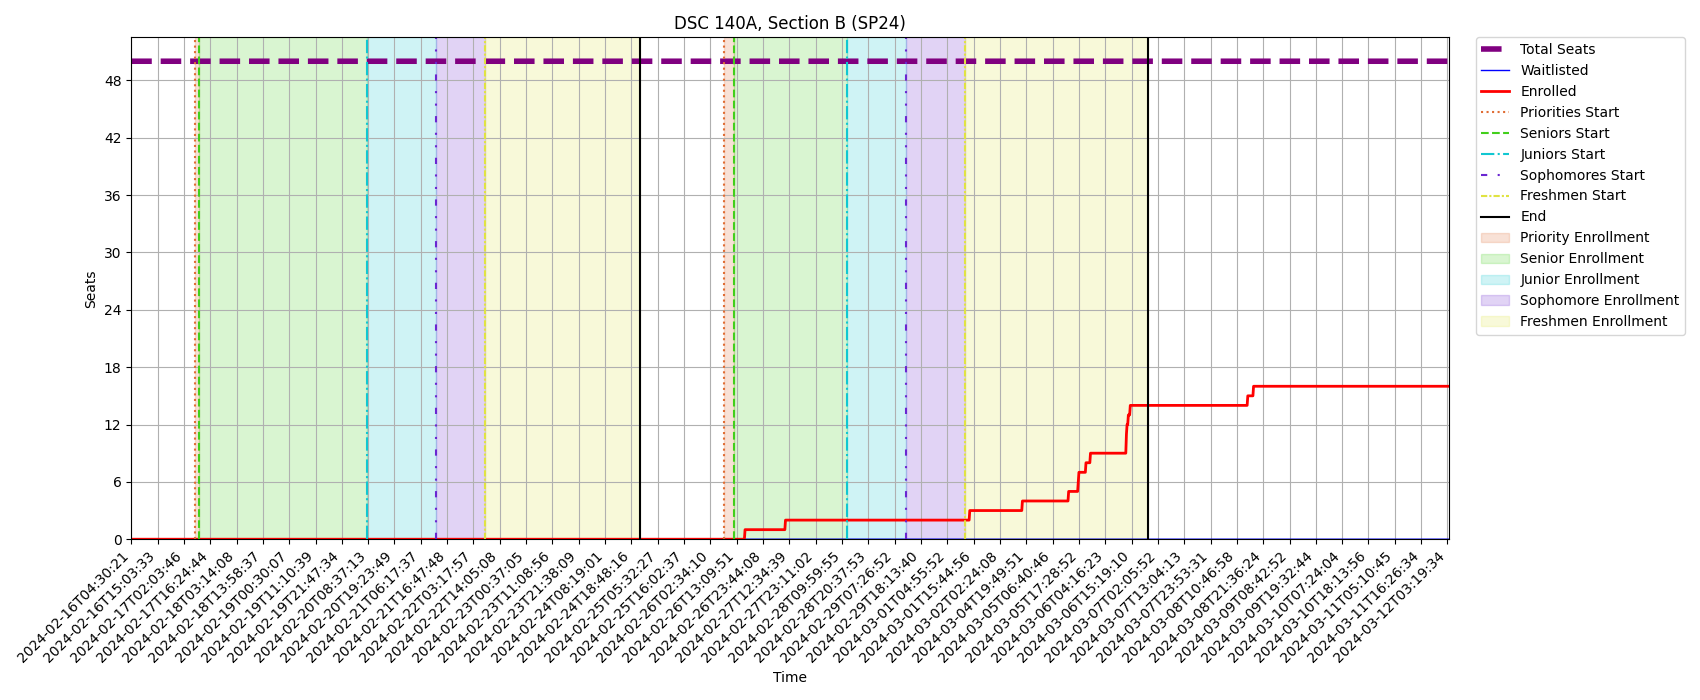 DSC 140A, Section B (SP24)
Seats
48
42
36
30
24
18
12
6
0
2024-02-16T04:30:21
2024-02-16T15:03:33
2024-02-17T02:03:46
2024-02-17T16:24:44
2024-02-18T03:14:08
2024-02-18T13:58:37
2024-02-19T00:30:07
2024-02-19T11:10:39
2024-02-19T21:47:34
2024-02-20T08:37:13
2024-02-20T19:23:49
2024-02-21T06:17:37
2024-02-21T16:47:48
2024-02-22T03:17:57
2024-02-22T14:05:08
2024-02-23T00:37:05
2024-02-23T11:08:56
2024-02-23T21:38:09
2024-02-24T08:19:01
2024-02-24T18:48:16
2024-02-25T05:32:27
2024-02-25T16:02:37
2024-02-26T02:34:10
2024-02-26T13:09:51
2024-02-26T23:44:08
2024-02-27T12:34:39
2024-02-27T23:11:02
2024-02-28T09:59:55
2024-02-28T20:37:53
2024-02-29T07:26:52
2024-02-29T18:13:40
2024-03-01T04:55:52
2024-03-01T15:44:56
2024-03-02T02:24:08
2024-03-04T19:49:51
2024-03-05T06:40:46
2024-03-05T17:28:52
2024-03-06T04:16:23
2024-03-06T15:19:10
2024-03-07T02:05:52
2024-03-07T13:04:13
2024-03-07T23:53:31
2024-03-08T10:46:58
2024-03-08T21:36:24
2024-03-09T08:42:52
2024-03-09T19:32:44
2024-03-10T07:24:04
2024-03-10T18:13:56
2024-03-11T05:10:45
2024-03-11T16:26:34
2024-03-12T03:19:34
Time
Total Seats
Waitlisted
Enrolled
Priorities Start
Seniors Start
Juniors Start
Sophomores Start
Freshmen Start
End
Priority Enrollment
Senior Enrollment
Junior Enrollment
Sophomore Enrollment
Freshmen Enrollment